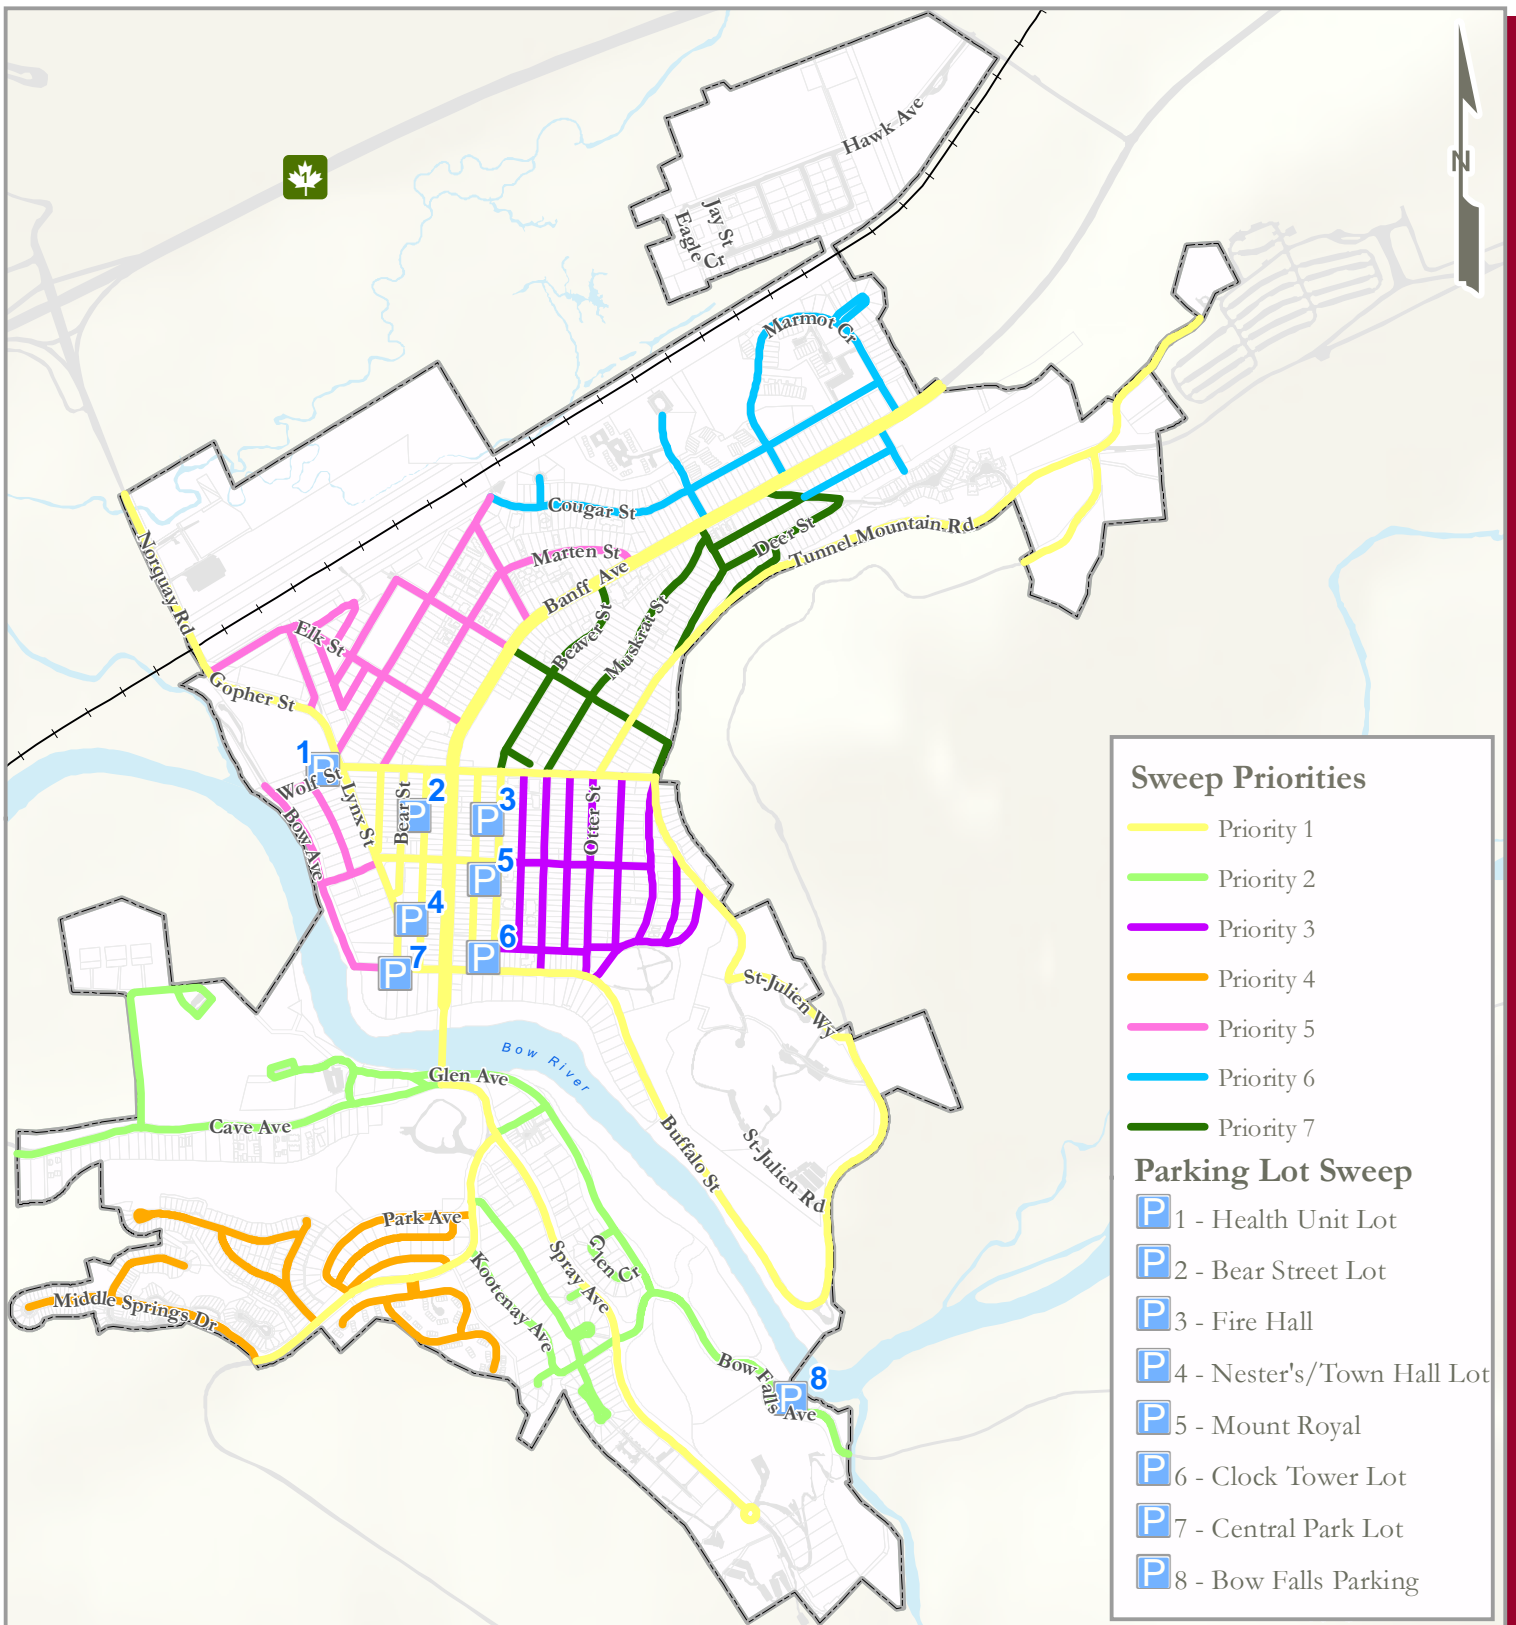 1
Hawk Ave
N
Jay St
Eagle Cr
Marmot Cr
Cougar St
Marten St
Banff Ave
Deer St
Tunnel Mountain Rd
Norquay Rd
Elk St
Beaver St
Muskrat St
Gopher St
1
P
Wolf St
Lynx St
Bear St
2
P
3
P
Otter St
Bow Ave
5
P
4
P
6
P
7
P
St-Julien Wy
Bow River
Glen Ave
Cave Ave
Buffalo St
St-Julien Rd
Park Ave
Glen Cr
Kootenay Ave
Spray Ave
Middle Springs Dr
Bow Falls Ave
8
P
Sweep Priorities
Priority 1
Priority 2
Priority 3
Priority 4
Priority 5
Priority 6
Priority 7
Parking Lot Sweep
P 1 - Health Unit Lot
P 2 - Bear Street Lot
P 3 - Fire Hall
P 4 - Nester's/Town Hall Lot
P 5 - Mount Royal
P 6 - Clock Tower Lot
P 7 - Central Park Lot
P 8 - Bow Falls Parking